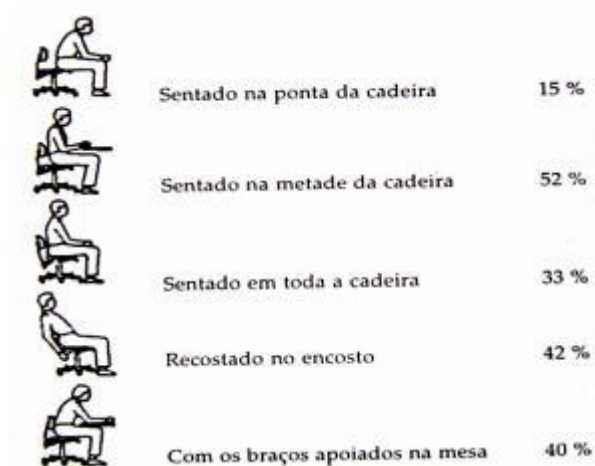 Sentado na ponta da cadeira 15 %
Sentado na metade da cadeira 52 %
Sentado em toda a cadeira 33 %
Recostado no encosto 42 %
Com os braços apoiados na mesa 40 %